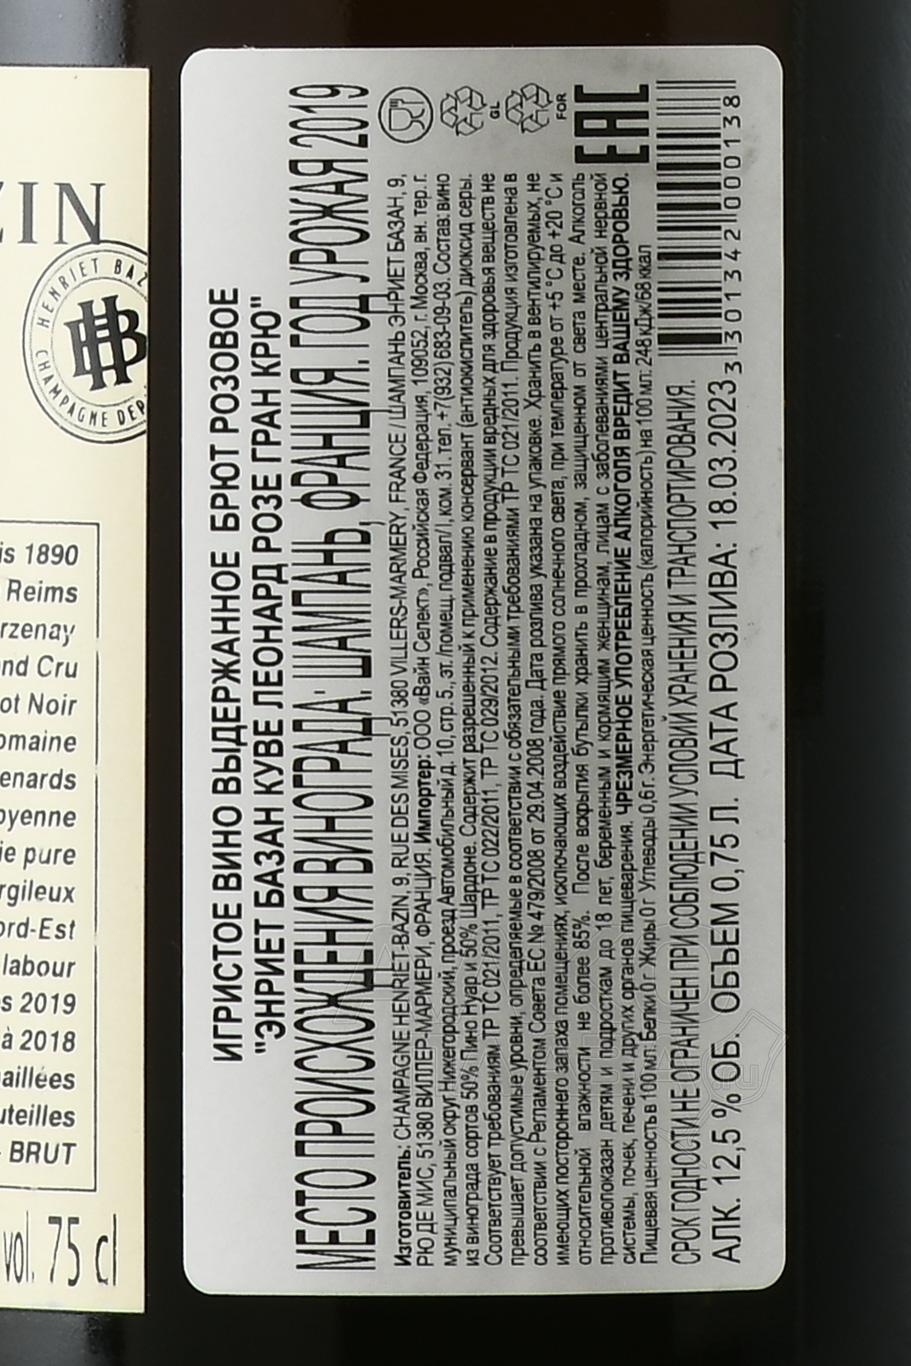 ZIN
HENRIET BAZ
CHAMPAGNE DEP
HB
is 1890
Reims
rzenay
nd Cru
ot Noir
omaine
enards
oyenne
ie pure
rgileux
ord-Est
labour
s 2019
à 2018
aillées
uteilles
- BRUT
vol. 75 cl
ИГРИСТОЕ ВИНО ВЫДЕРЖАННОЕ БРЮТ РОЗОВОЕ
"ЭНРИЕТ БАЗАН КУВЕ ЛЕОНАРД РОЗЕ ГРАН КРЮ"
МЕСТО ПРОИСХОЖДЕНИЯ ВИНОГРАДА: ШАМПАНЬ, ФРАНЦИЯ. ГОД УРОЖАЯ 2019
Изготовитель: CHAMPAGNE HENRIET-BAZIN, 9, RUE DES MISES, 51380 VILLERS-MARMERY, FRANCE / ШАМПАНЬ ЭНРИЕТ БАЗАН, 9,
РЮ ДЕ МИС, 51380 ВИЛЛЕР-МАРМЕРИ, ФРАНЦИЯ. Импортер: ООО «Вайн Селект», Российская Федерация, 109052, г. Москва, вн. тер. г.
муниципальный округ Нижегородский, проезд Автомобильный д. 10, стр. 5, эт./помещ. подвал/I, ком. 31. тел. +7(932) 683-09-03. Состав: вино
из винограда сортов 50% Пино Нуар и 50% Шардоне. Содержит разрешенный к применению консервант (антиокислитель) диоксид серы.
Соответствует требованиям ТР ТС 021/2011, ТР ТС 022/2011, ТР ТС 029/2012. Содержание в продукции вредных для здоровья веществ не
превышает допустимые уровни, определяемые в соответствии с обязательными требованиями ТР ТС 021/2011. Продукция изготовлена в
соответствии с Регламентом Совета ЕС № 479/2008 от 29.04.2008 года. Дата розлива указана на упаковке. Хранить в вентилируемых, не
имеющих постороннего запаха помещениях, исключающих воздействие прямого солнечного света, при температуре от +5 °С до +20 °С и
относительной влажности не более 85%. После вскрытия бутылки хранить в прохладном, защищенном от света месте. Алкоголь
противопоказан детям и подросткам до 18 лет, беременным и кормящим женщинам, лицам с заболеваниями центральной нервной
системы, почек, печени и других органов пищеварения. ЧРЕЗМЕРНОЕ УПОТРЕБЛЕНИЕ АЛКОГОЛЯ ВРЕДИТ ВАШЕМУ ЗДОРОВЬЮ.
Пищевая ценность в 100 мл: Белки 0 г. Жиры 0 г. Углеводы 0,6 г. Энергетическая ценность (калорийность) на 100 мл: 248 кДж/68 ккал
СРОК ГОДНОСТИ НЕ ОГРАНИЧЕН ПРИ СОБЛЮДЕНИИ УСЛОВИЙ ХРАНЕНИЯ И ТРАНСПОРТИРОВАНИЯ.
АЛК. 12,5 % ОБ. ОБЪЕМ 0,75 Л. ДАТА РОЗЛИВА: 18.03.2023
GL
FOR
EAC
3 301342 000138